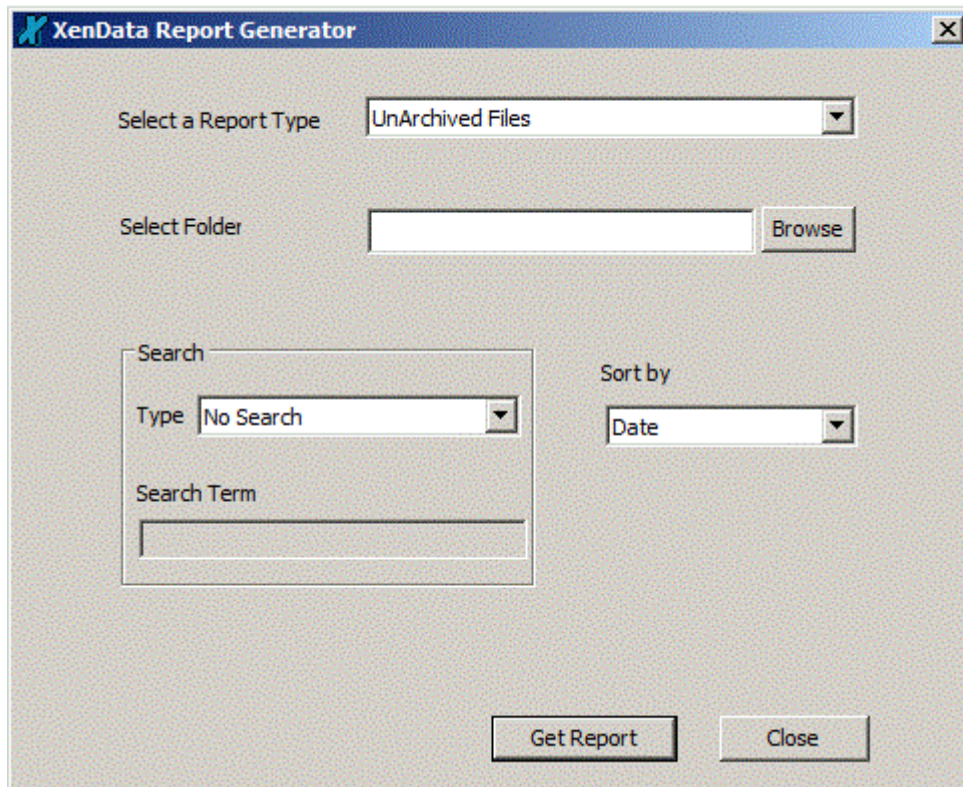 XenData Report Generator
Select a Report Type
UnArchived Files
Select Folder
Browse
Search
Type
No Search
Search Term
Sort by
Date
Get Report
Close